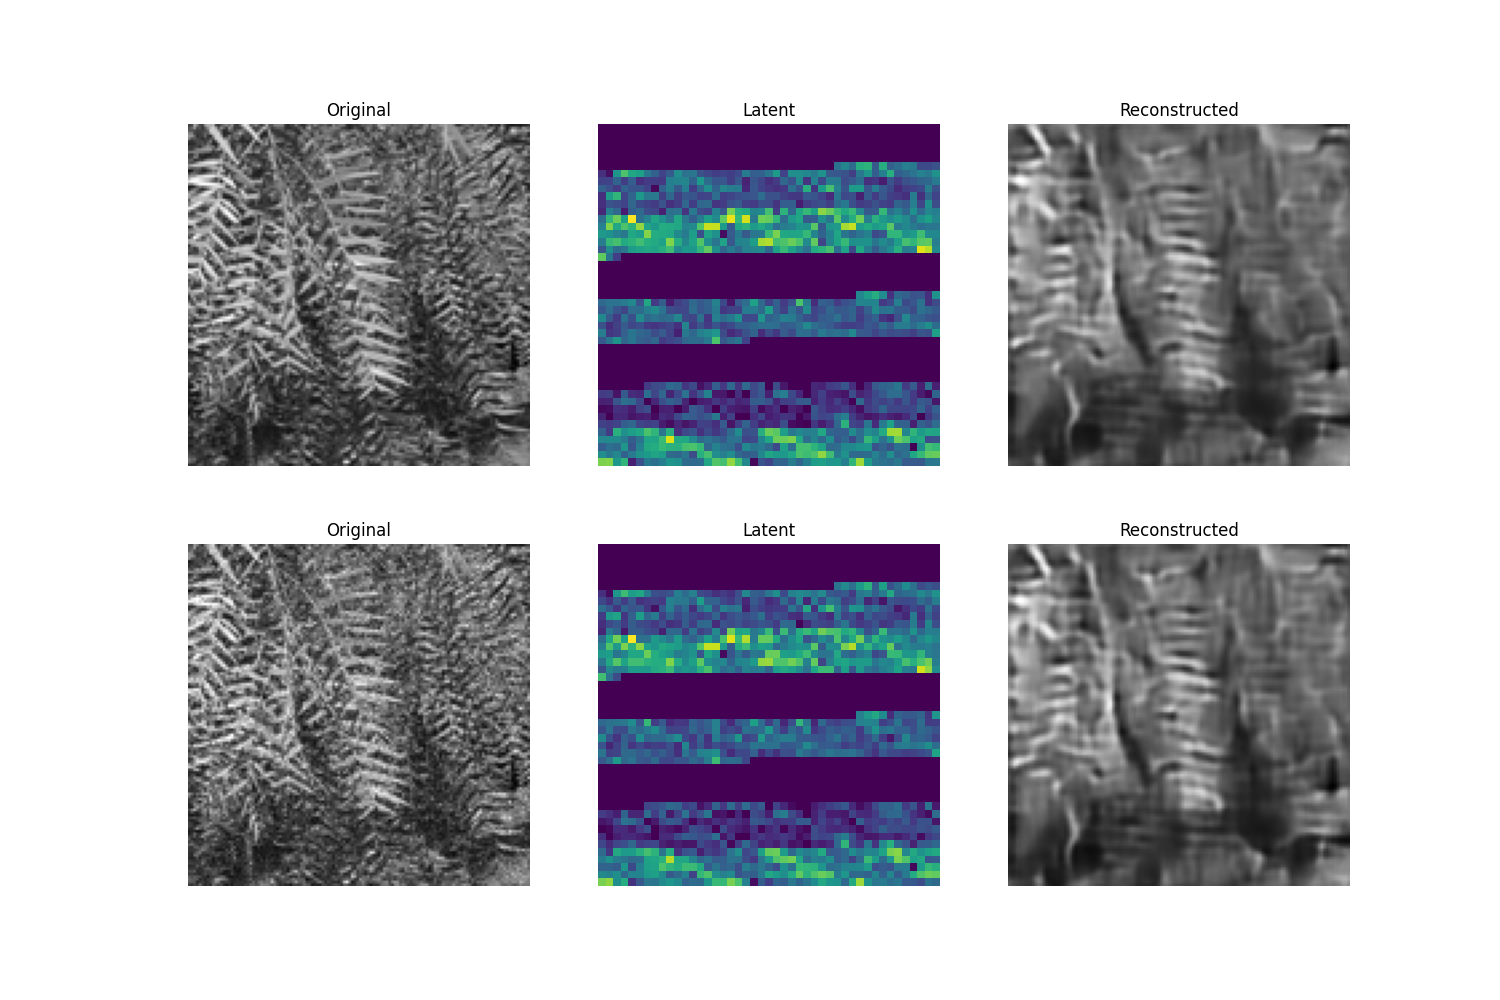 Original
Latent
Reconstructed
Original
Latent
Reconstructed